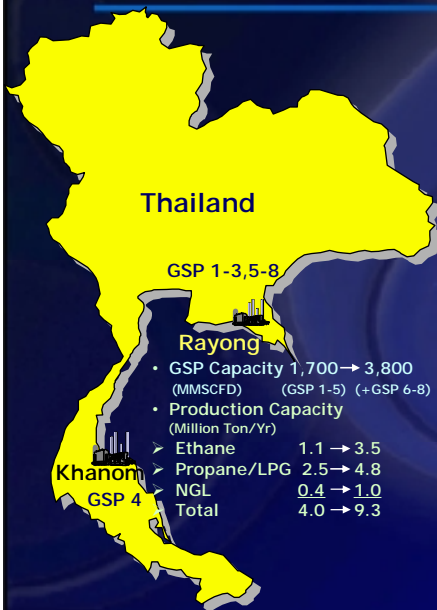 Thailand
GSP 1-3,5-8
Rayong
• GSP Capacity 1,700→ 3,800
(MMSCFD) (GSP 1-5) (+GSP 6-8)
• Production Capacity
(Million Ton/Yr)
➢ Ethane 1.1 → 3.5
➢ Propane/LPG 2.5→ 4.8
➢ NGL 0.4 → 1.0
➢ Total 4.0 → 9.3
Khanom
GSP 4